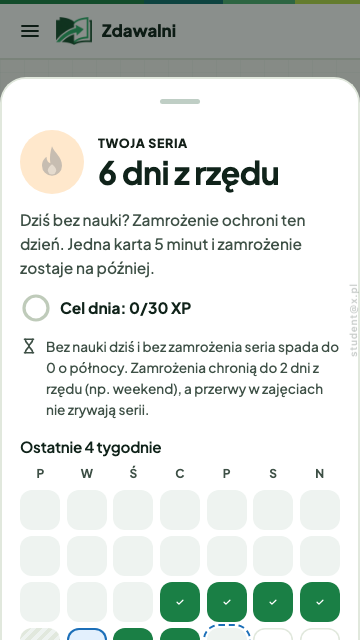 Zdawalni
TWOJA SERIA
6 dni z rzędu
Dziś bez nauki? Zamrożenie ochroni ten
dzień. Jedna karta 5 minut i zamrożenie
zostaje na później.
Cel dnia: 0/30 XP
Bez nauki dziś i bez zamrożenia seria spada do
0 o północy. Zamrożenia chronią do 2 dni z
rzędu (np. weekend), a przerwy w zajęciach
nie zrywają serii.
Ostatnie 4 tygodnie
P W Ś C P S N
student@x.pl